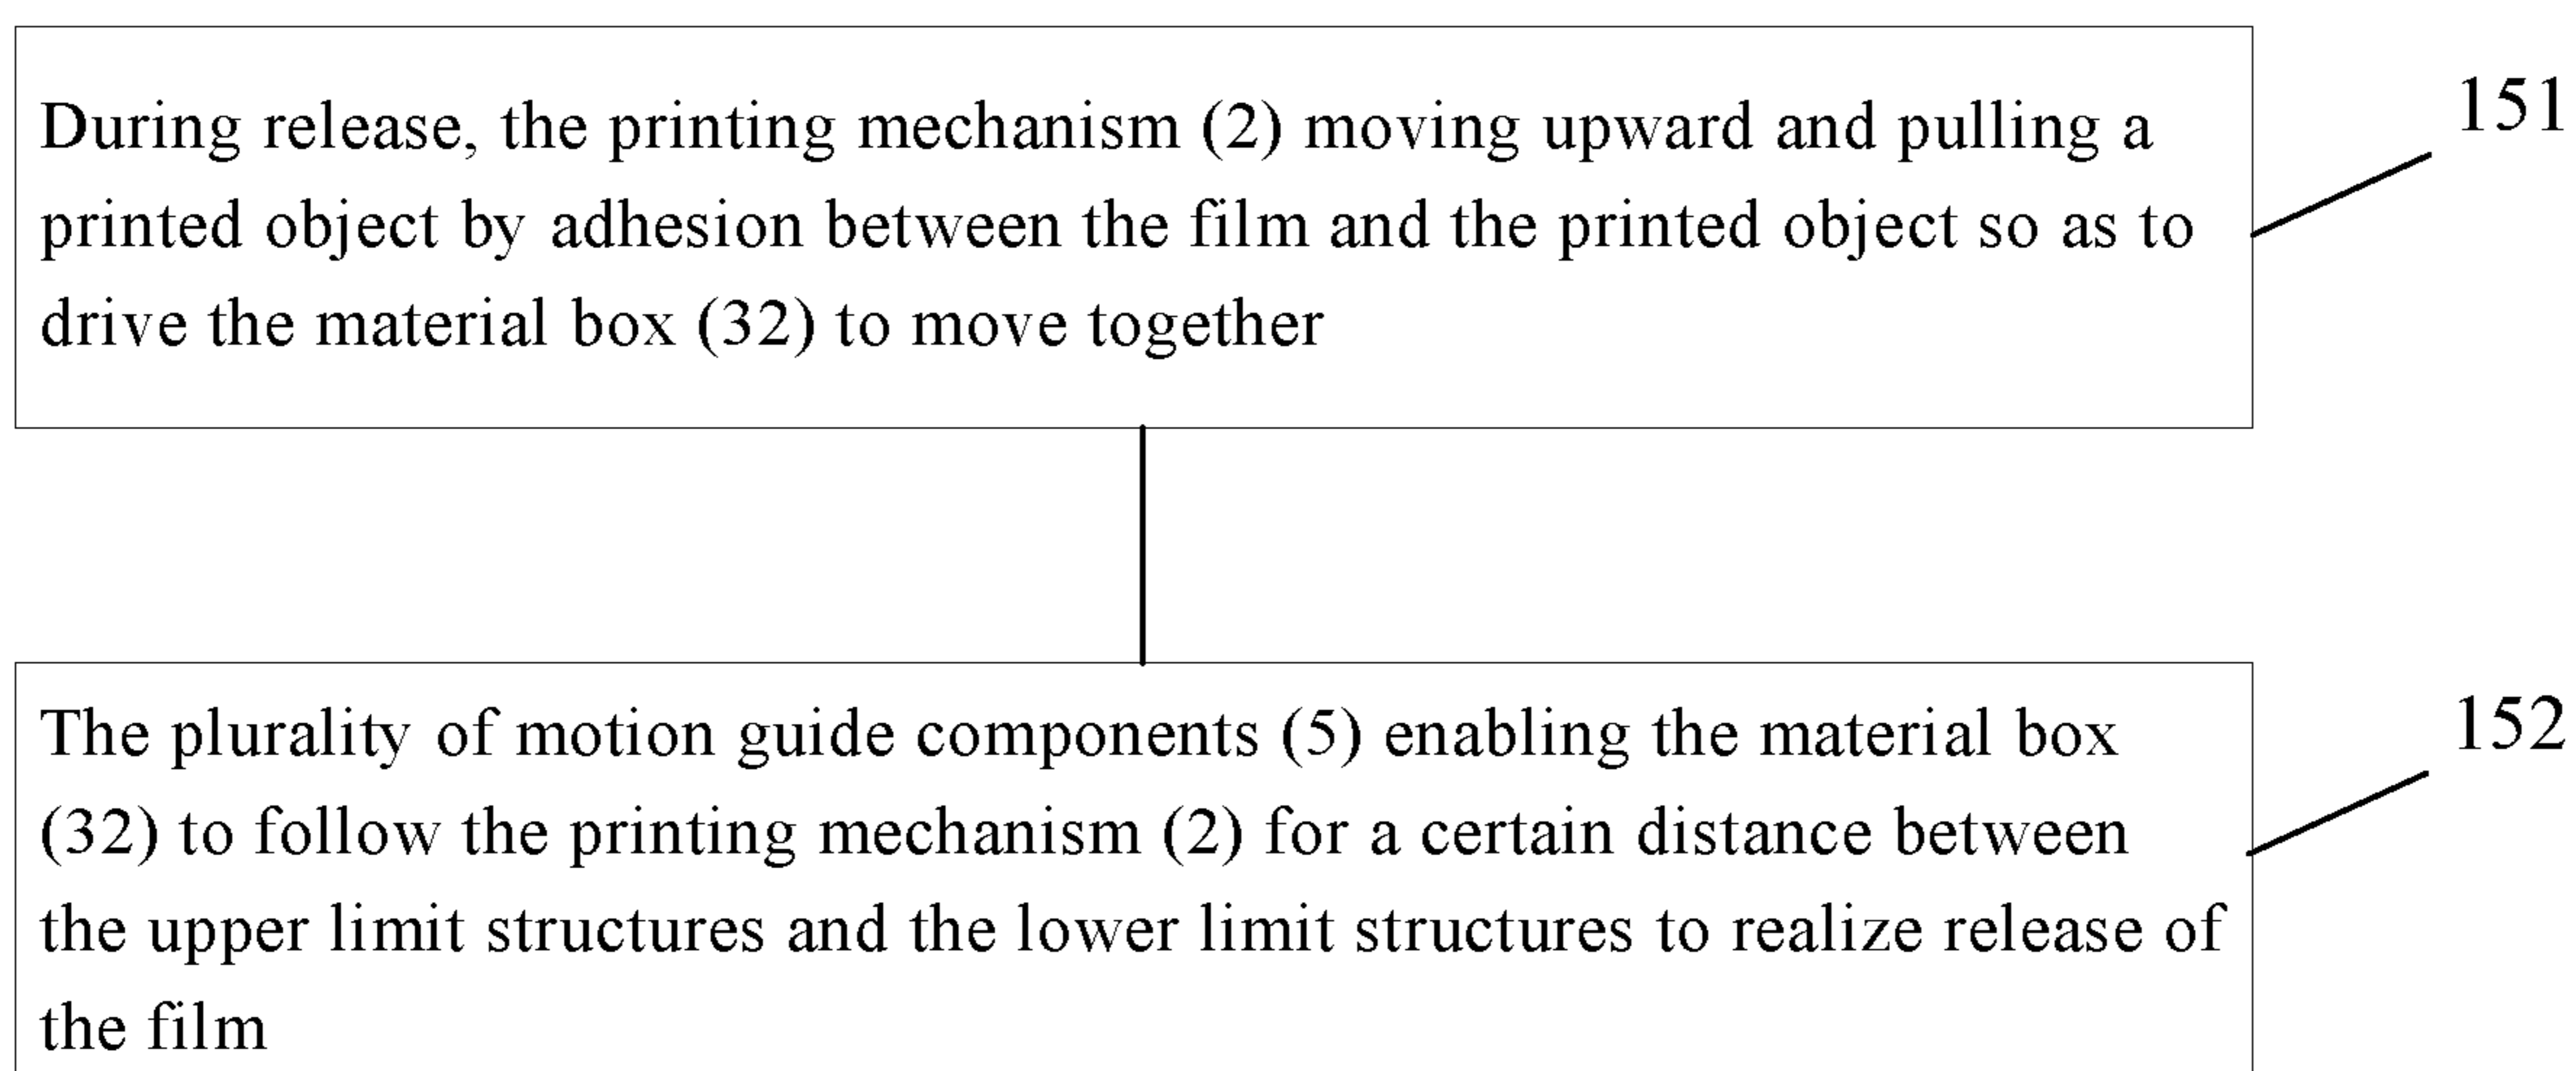 During release, the printing mechanism (2) moving upward and pulling a
printed object by adhesion between the film and the printed object so as to
drive the material box (32) to move together
151
The plurality of motion guide components (5) enabling the material box
(32) to follow the printing mechanism (2) for a certain distance between
the upper limit structures and the lower limit structures to realize release of
the film
152